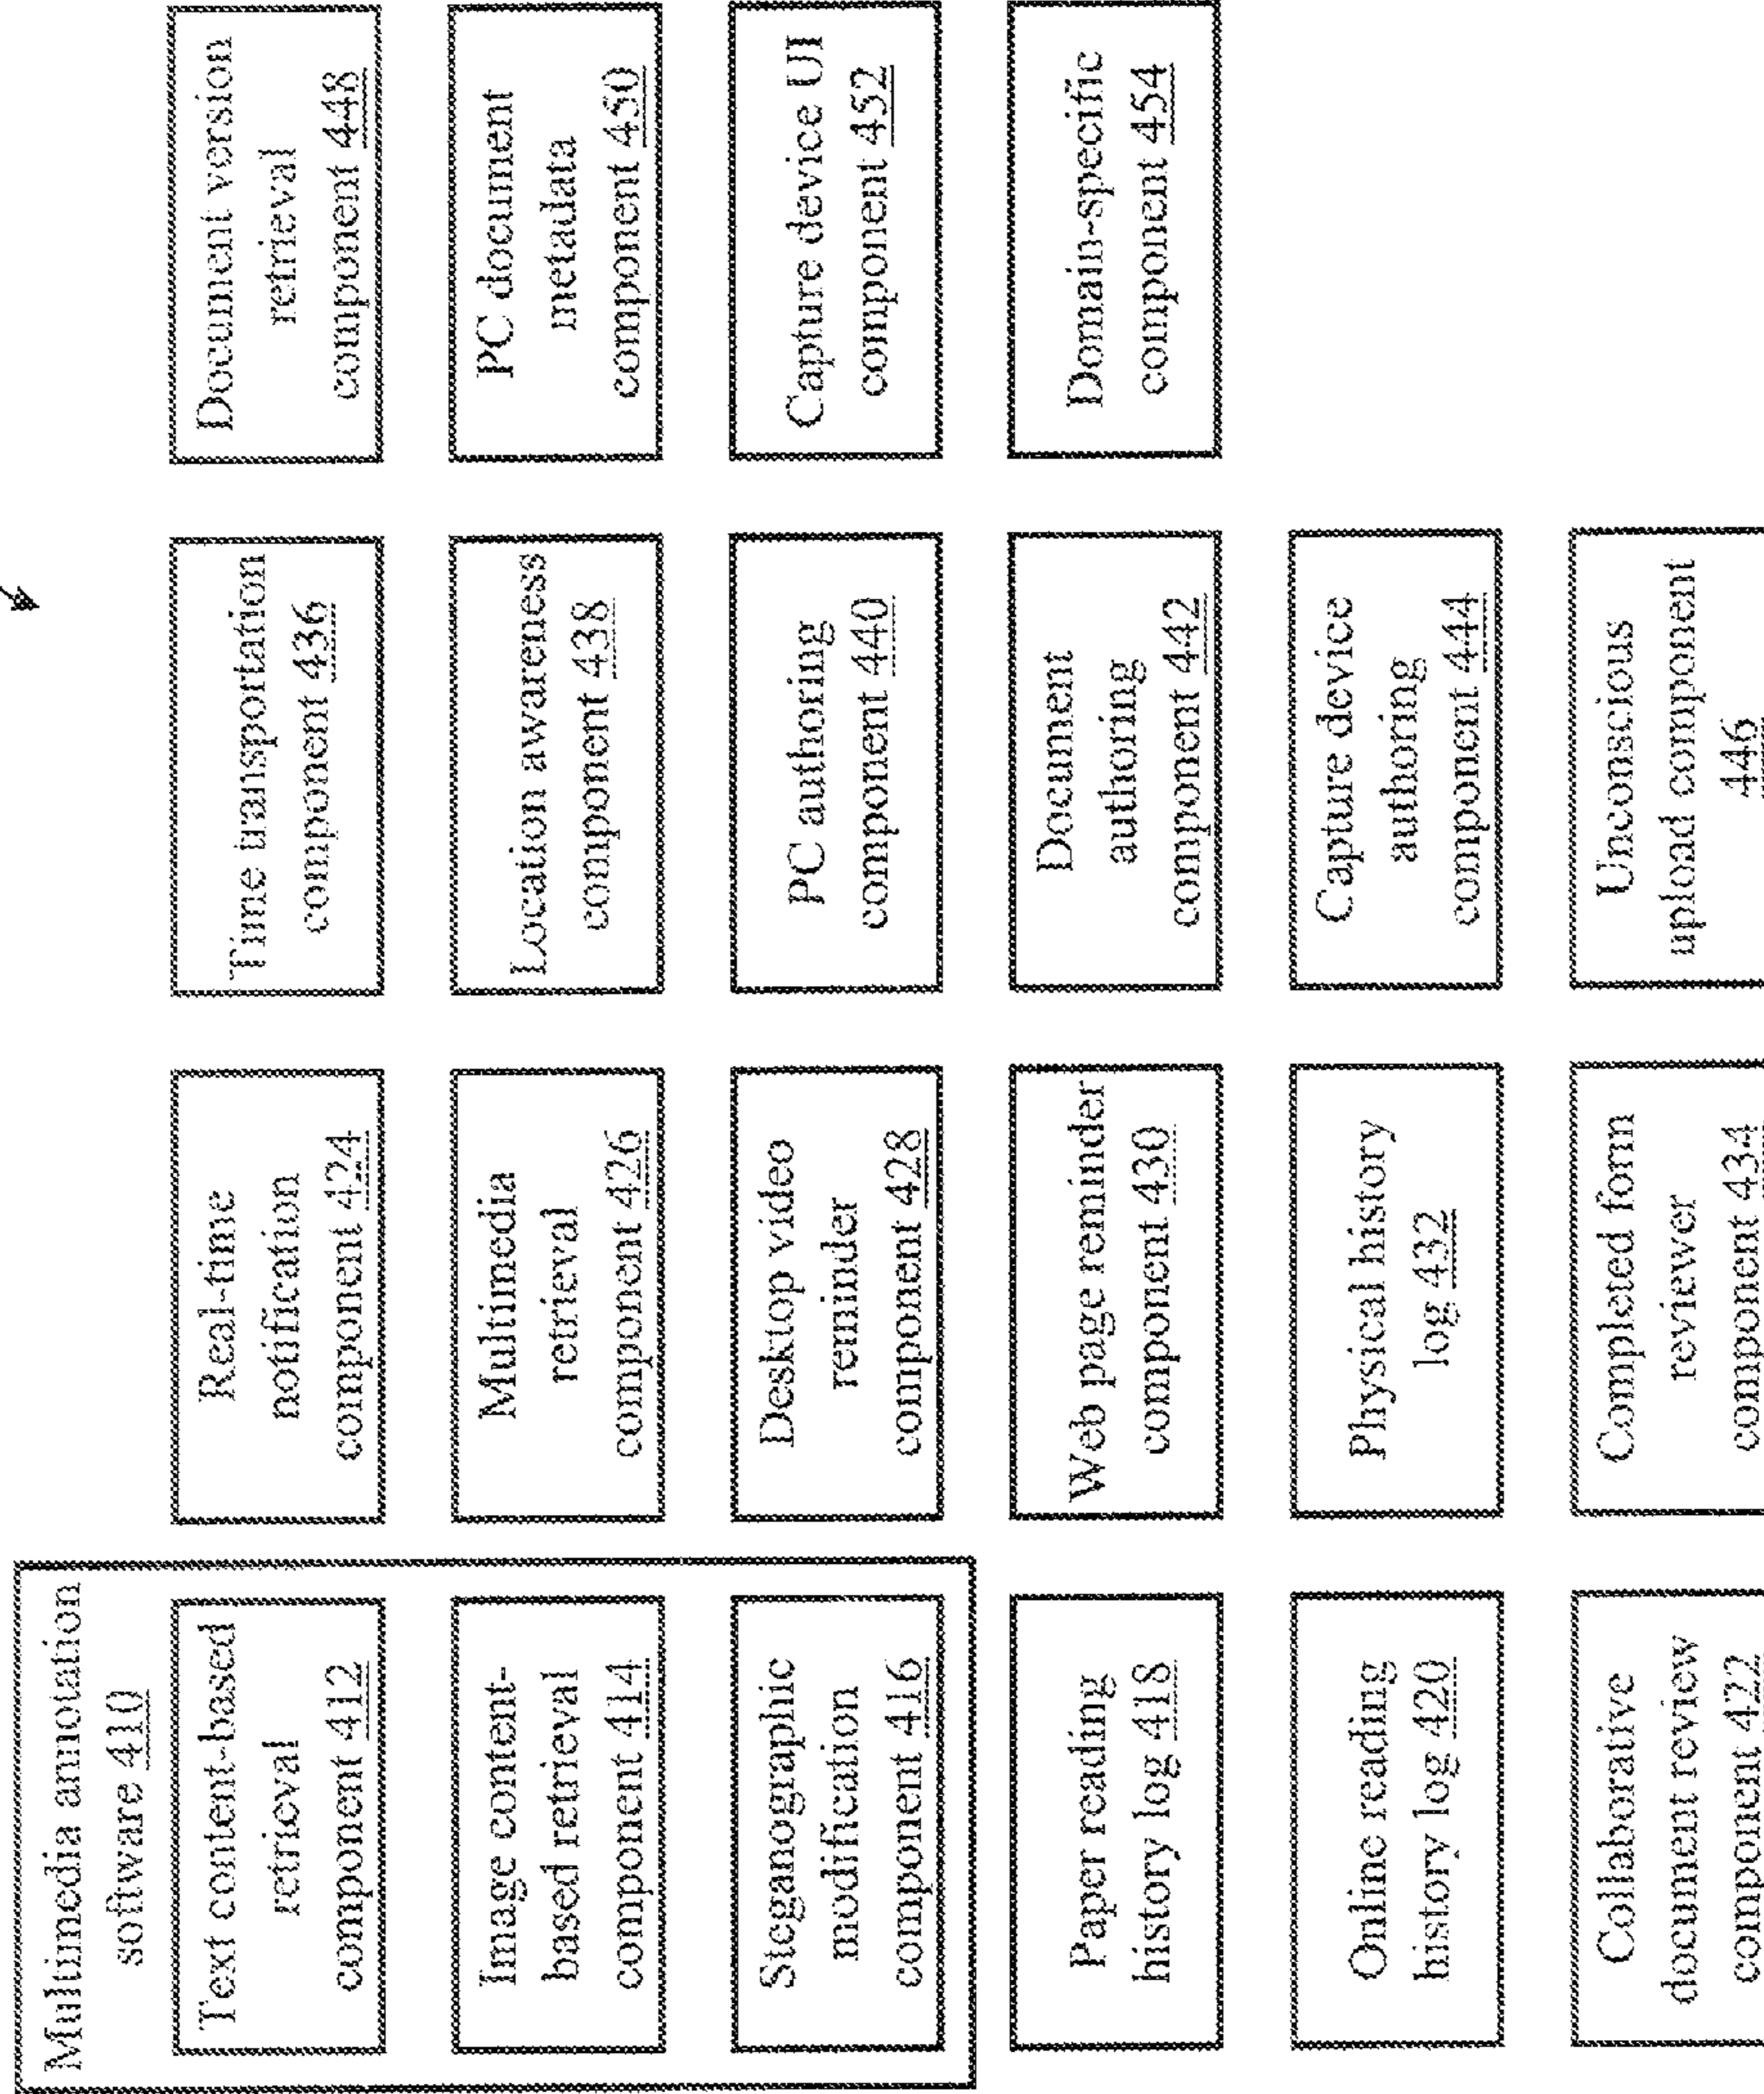 Multimedia annotation
software 410
Text content-based
retrieval
component 412
Image content-
based retrieval
component 414
Steganographic
modification
component 416
Paper reading
history log 418
Online reading
history log 420
Collaborative
document review
component 422
Real-time
notification
component 424
Multimedia
retrieval
component 426
Desktop video
reminder
component 428
Web page reminder
component 430
Physical history
log 432
Completed form
reviewer
component 434
Time transportation
component 436
Location awareness
component 438
PC authoring
component 440
Document
authoring
component 442
Capture device
authoring
component 444
Unconscious
upload component
446
Document version
retrieval
component 448
PC document
metadata
component 450
Capture device UI
component 452
Domain-specific
component 454